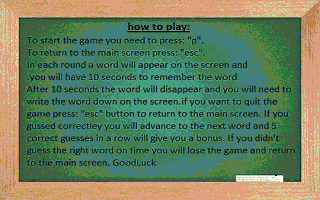 how to play:
To start the game you need to press: "p".
To return to the main screen press: "esc".
In each round a word will appear on the screen and
.you will have 10 seconds to remember the word
After 10 seconds the word will disappear and you will need to
write the word down on the screen.if you want to quit the
game press: "esc" button to return to the main screen. If you
gussed correctley you will advance to the next word and 5
correct guesses in a row will give you a bonus. If you didn't
guess the right word on time you will lose the game and return
to the main screen. GoodLuck